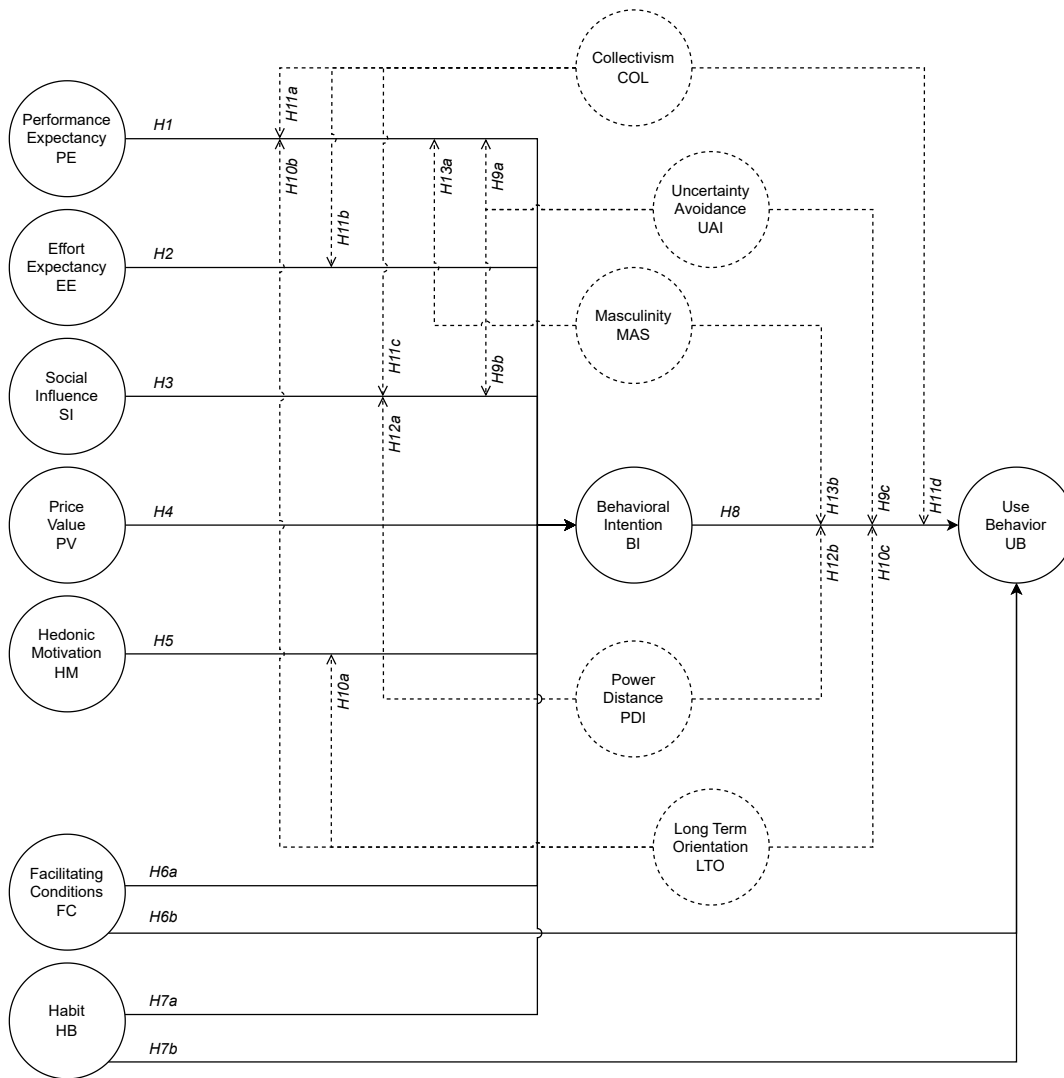 Collectivism
COL
H11a
Performance
Expectancy
PE
H1
H10b
H13a
H9a
Uncertainty
Avoidance
UAI
H11b
Effort
Expectancy
EE
H2
Masculinity
MAS
H11c
H9b
Social
Influence
SI
H3
H12a
Price
Value
PV
H4
Behavioral
Intention
BI
H8
H13b
H9c
H11d
Use
Behavior
UB
H12b
H10c
Hedonic
Motivation
HM
H5
H10a
Power
Distance
PDI
Long Term
Orientation
LTO
Facilitating
Conditions
FC
H6a
H6b
Habit
HB
H7a
H7b